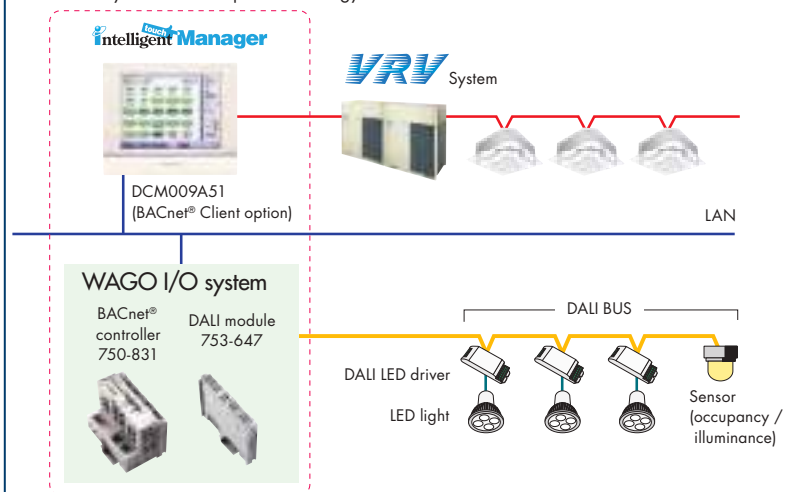 intelligent touch Manager
VRV System
DCM009A51
(BACnet® Client option)
LAN
WAGO I/O system
BACnet®
controller
750-831
DALI module
753-647
DALI BUS
DALI LED driver
LED light
Sensor
(occupancy /
illuminance)